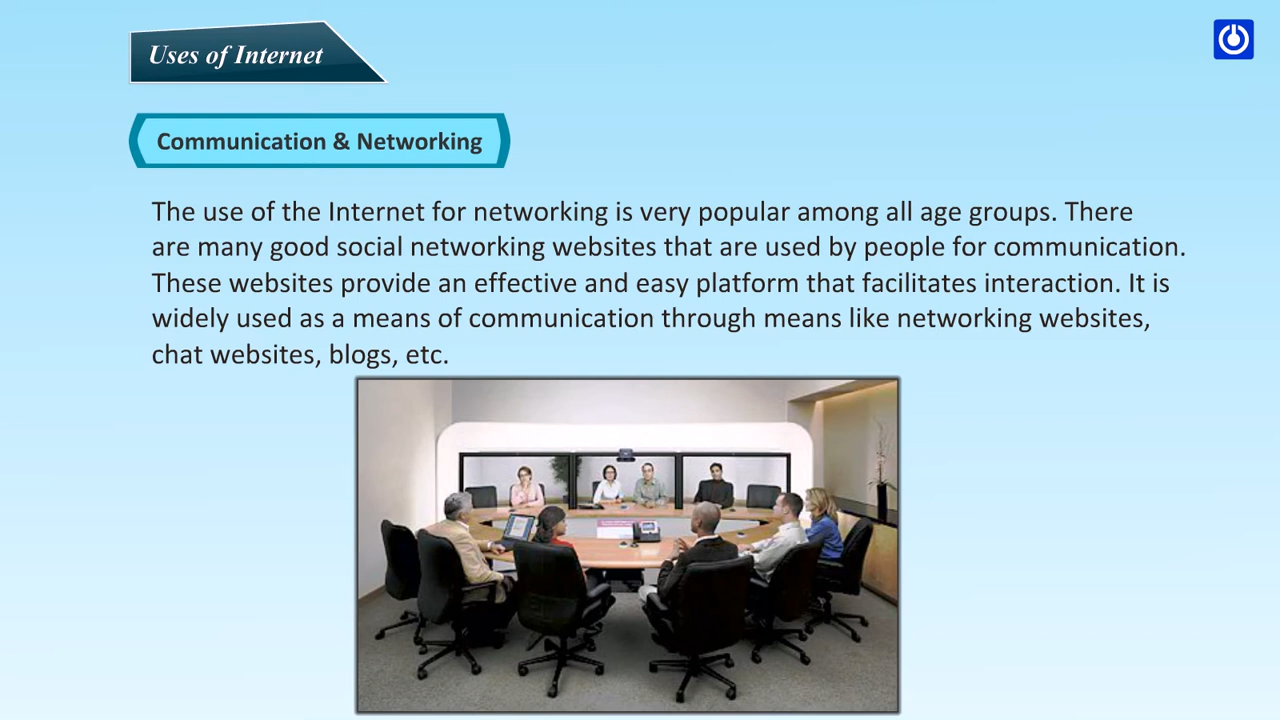 Uses of Internet
Communication & Networking
The use of the Internet for networking is very popular among all age groups. There
are many good social networking websites that are used by people for communication.
These websites provide an effective and easy platform that facilitates interaction. It is
widely used as a means of communication through means like networking websites,
chat websites, blogs, etc.